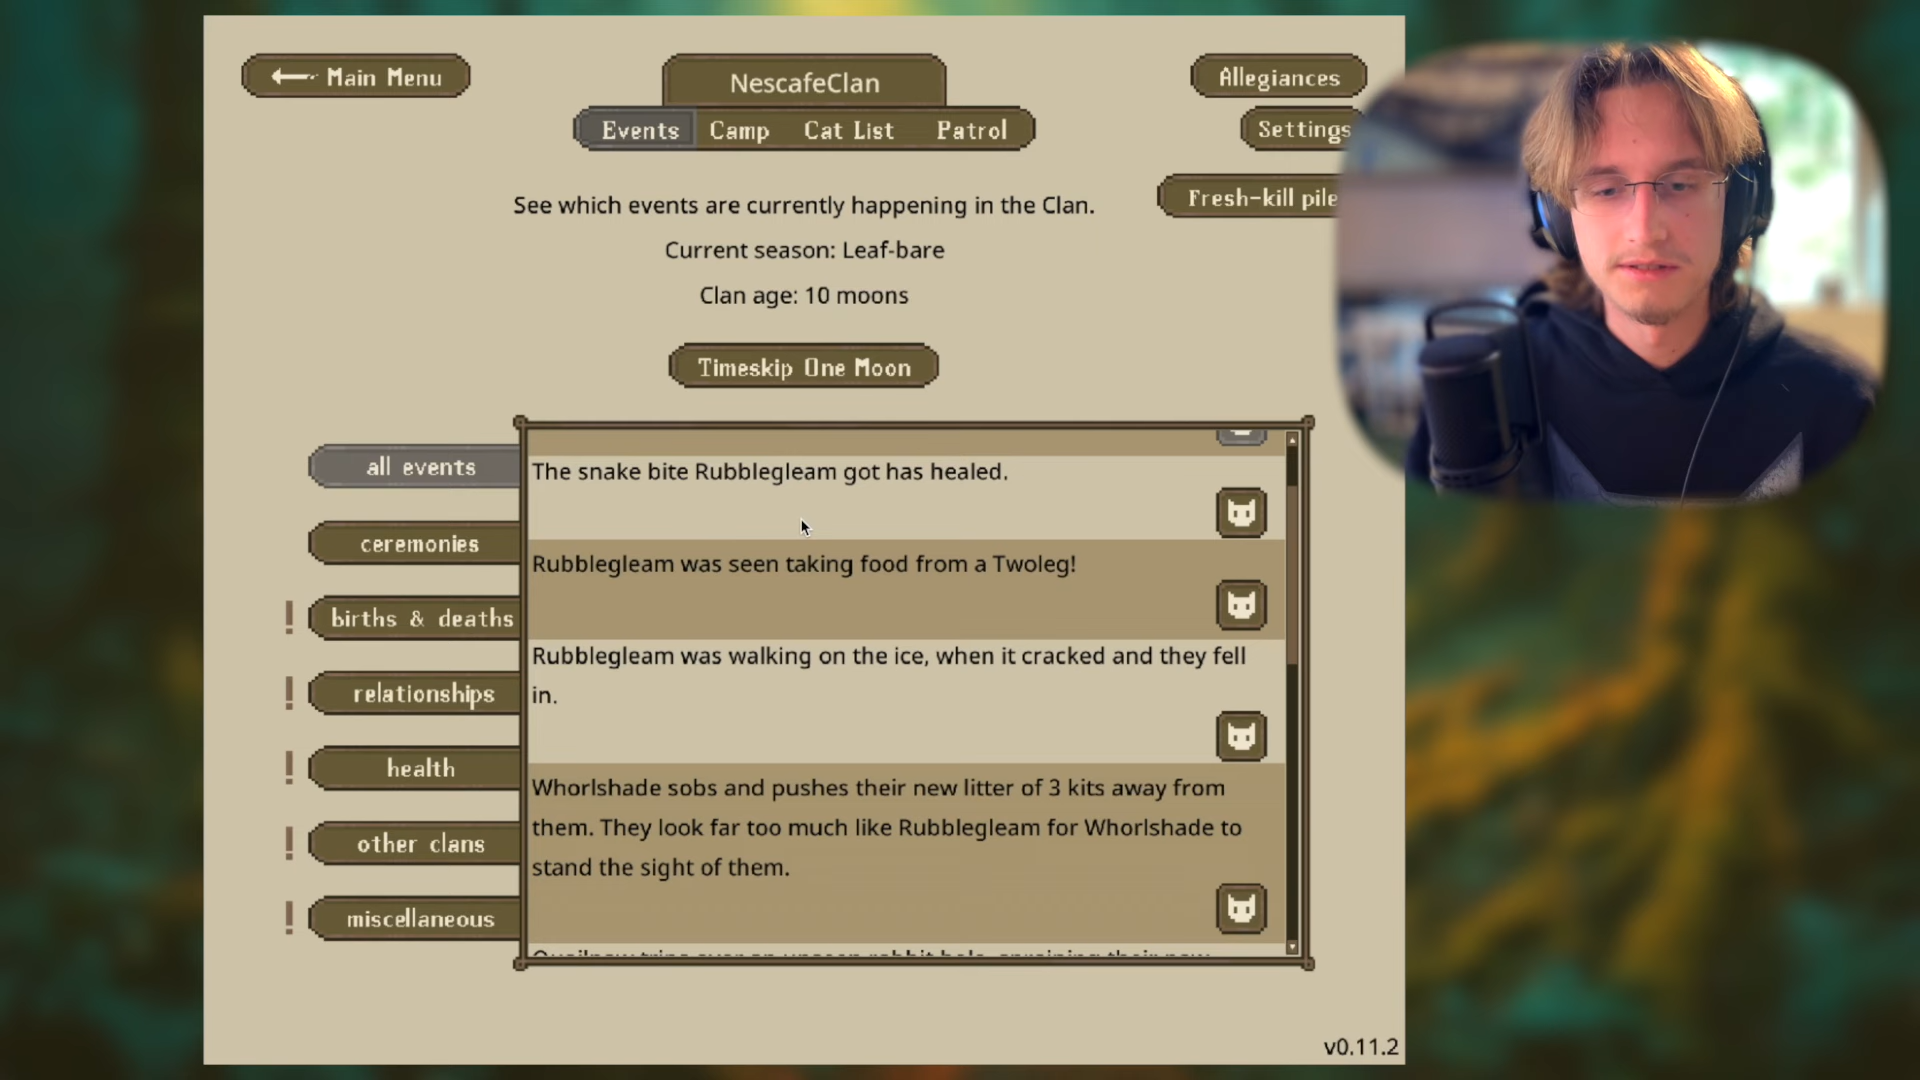 Main Menu
NescafeClan
Allegiances
Events
Camp
Cat List
Patrol
Settings
Fresh-kill pile
See which events are currently happening in the Clan.
Current season: Leaf-bare
Clan age: 10 moons
Timeskip One Moon
all events
ceremonies
! births & deaths
! relationships
! health
! other clans
! miscellaneous
The snake bite Rubblegleam got has healed.
Rubblegleam was seen taking food from a Twoleg!
Rubblegleam was walking on the ice, when it cracked and they fell
in.
Whorlshade sobs and pushes their new litter of 3 kits away from
them. They look far too much like Rubblegleam for Whorlshade to
stand the sight of them.
v0.11.2